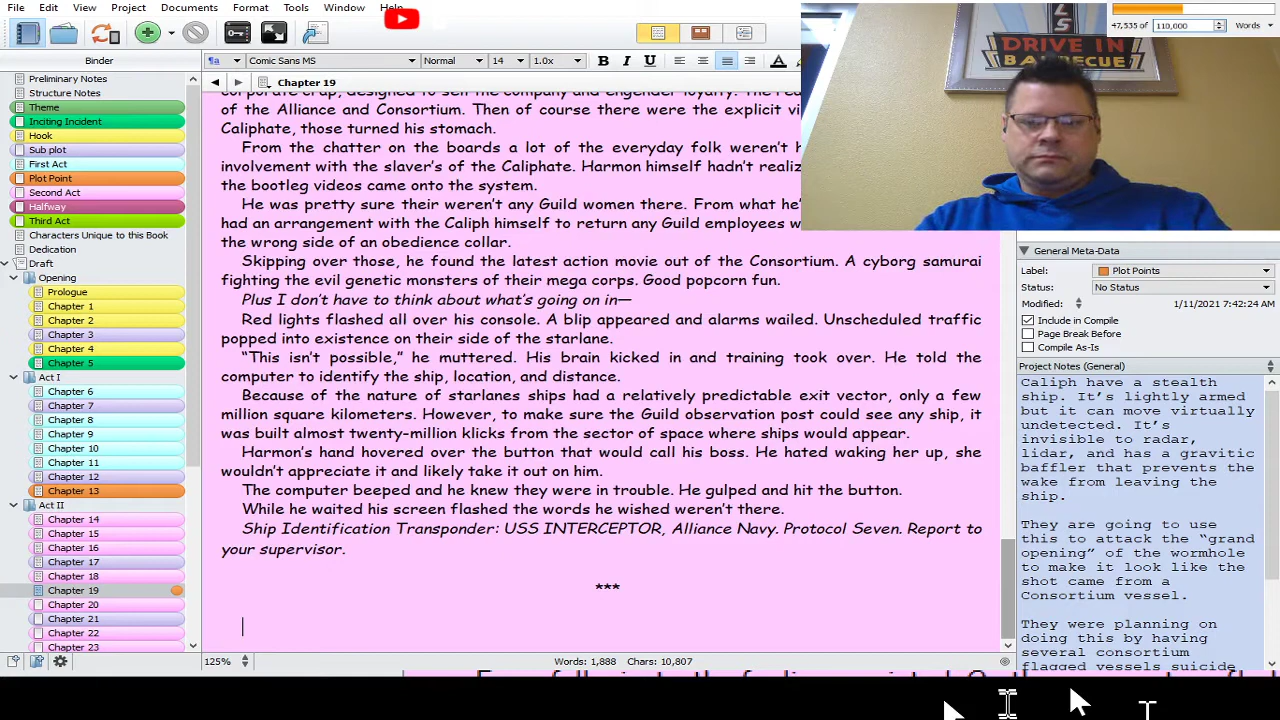 File Edit View Project Documents Format Tools Window Help
47,535 of 110,000 Words
DRIVE IN
BARBECUE
Binder
Comic Sans MS Normal 14 1.0x B I U A
Preliminary Notes
Structure Notes
Theme
Inciting Incident
Hook
Sub plot
First Act
Plot Point
Second Act
Halfway
Third Act
Characters Unique to this Book
Dedication
Draft
Opening
Prologue
Chapter 1
Chapter 2
Chapter 3
Chapter 4
Chapter 5
Act I
Chapter 6
Chapter 7
Chapter 8
Chapter 9
Chapter 10
Chapter 11
Chapter 12
Chapter 13
Act II
Chapter 14
Chapter 15
Chapter 16
Chapter 17
Chapter 18
Chapter 19
Chapter 20
Chapter 21
Chapter 22
Chapter 23
Chapter 19
of the Alliance and Consortium. Then of course there were the explicit
Caliphate, those turned his stomach.
From the chatter on the boards a lot of the everyday folk weren't
involvement with the slaver's of the Caliphate. Harmon himself hadn't
the bootleg videos came onto the system.
He was pretty sure their weren't any Guild women there. From what
had an arrangement with the Caliph himself to return any Guild employees
the wrong side of an obedience collar.
Skipping over those, he found the latest action movie out of the Consortium. A cyborg samurai
fighting the evil genetic monsters of their mega corps. Good popcorn fun.
Plus I don't have to think about what's going on in—
Red lights flashed all over his console. A blip appeared and alarms wailed. Unscheduled traffic
popped into existence on their side of the starlane.
“This isn't possible,” he muttered. His brain kicked in and training took over. He told the
computer to identify the ship, location, and distance.
Because of the nature of starlanes ships had a relatively predictable exit vector, only a few
million square kilometers. However, to make sure the Guild observation post could see any ship, it
was built almost twenty-million klicks from the sector of space where ships would appear.
Harmon's hand hovered over the button that would call his boss. He hated waking her up, she
wouldn't appreciate it and likely take it out on him.
The computer beeped and he knew they were in trouble. He gulped and hit the button.
While he waited his screen flashed the words he wished weren't there.
Ship Identification Transponder: USS INTERCEPTOR, Alliance Navy. Protocol Seven. Report to
your supervisor.
***
125% Words: 1,888 Chars: 10,807
General Meta-Data
Label: Plot Points
Status: No Status
Modified: 1/11/2021 7:42:24 AM
Include in Compile
Page Break Before
Compile As-Is
Project Notes (General)
Caliph have a stealth
ship. It's lightly armed
but it can move virtually
undetected. It's
invisible to radar,
lidar, and has a gravitic
baffler that prevents the
wake from leaving the
ship.
They are going to use
this to attack the “grand
opening” of the wormhole
to make it look like the
shot came from a
Consortium vessel.
They were planning on
doing this by having
several consortium
flagged vessels suicide